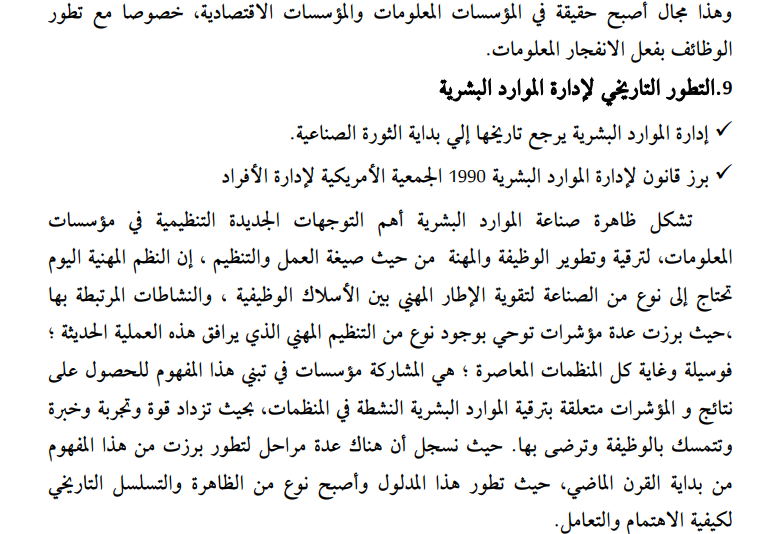 وهذا مجال أصبح حقيقة في المؤسسات المعلومات والمؤسسات الاقتصادية، خصوصا مع تطور
الوظائف بفعل الانفجار المعلومات.
9.التطور التاريخي لإدارة الموارد البشرية
✓ إدارة الموارد البشرية يرجع تاريخها إلي بداية الثورة الصناعية.
✓ برز قانون لإدارة الموارد البشرية 1990 الجمعية الأمريكية لإدارة الأفراد
تشكل ظاهرة صناعة الموارد البشرية أهم التوجهات الجديدة التنظيمية في مؤسسات
المعلومات، لترقية وتطوير الوظيفة والمهنة من حيث صيغة العمل والتنظيم ، إن النظم المهنية اليوم
تحتاج إلى نوع من الصناعة لتقوية الإطار المهني بين الأسلاك الوظيفية ، والنشاطات المرتبطة بها
،حيث برزت عدة مؤشرات توحي بوجود نوع من التنظيم المهني الذي يرافق هذه العملية الحديثة ؛
فوسيلة وغاية كل المنظمات المعاصرة ؛ هي المشاركة مؤسسات في تبني هذا المفهوم للحصول على
نتائج و المؤشرات متعلقة بترقية الموارد البشرية النشطة في المنظمات، بحيث تزداد قوة وتجربة وخبرة
وتتمسك بالوظيفة وترضى بها. حيث نسجل أن هناك عدة مراحل لتطور برزت من هذا المفهوم
من بداية القرن الماضي، حيث تطور هذا المدلول وأصبح نوع من الظاهرة والتسلسل التاريخي
لكيفية الاهتمام والتعامل.